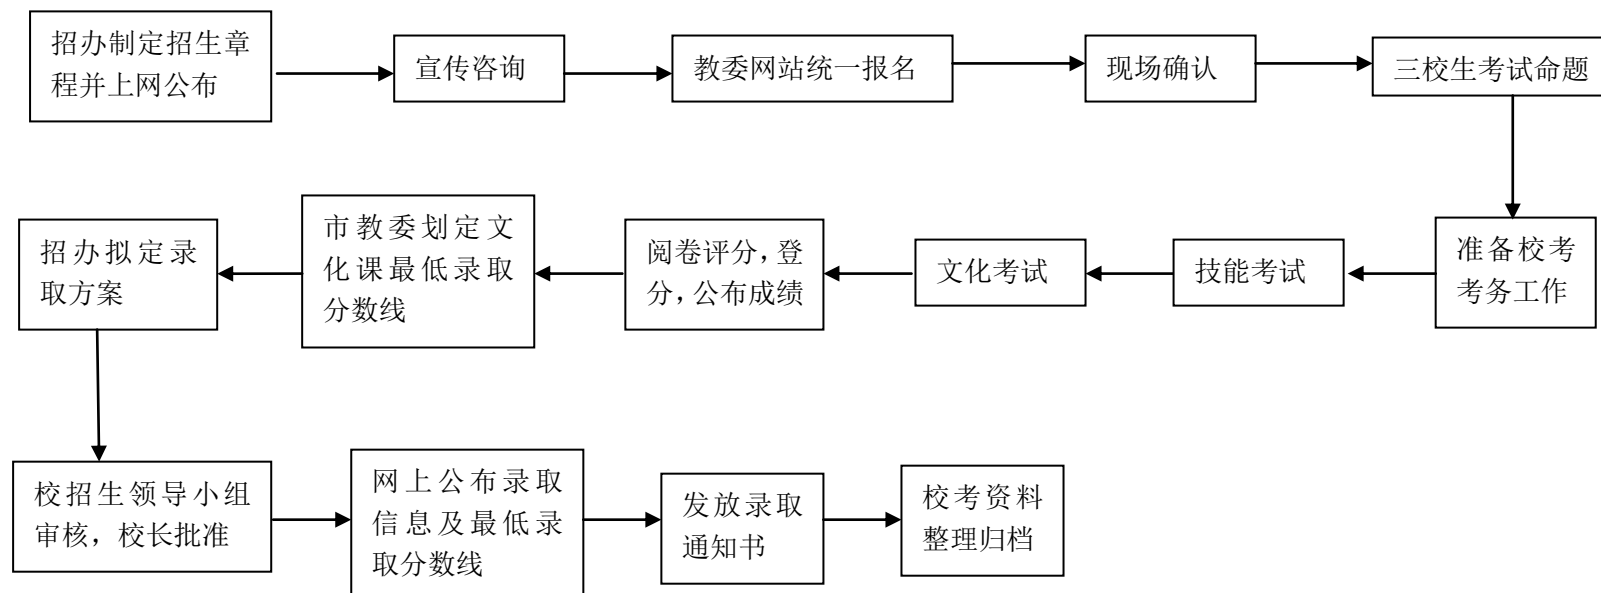 招办制定招生章
程并上网公布
宣传咨询
教委网站统一报名
现场确认
三校生考试命题
准备校考
考务工作
技能考试
文化考试
阅卷评分，登
分，公布成绩
市教委划定文
化课最低录取
分数线
招办拟定录
取方案
校招生领导小组
审核，校长批准
网上公布录取
信息及最低录
取分数线
发放录取
通知书
校考资料
整理归档